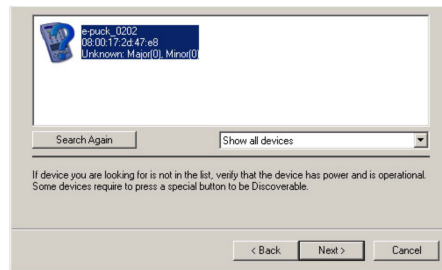 e-puck_0202
08:00:17:2d:47:e8
Unknown: Major(0), Minor(0)
Search Again
Show all devices
If device you are looking for is not in the list, verify that the device has power and is operational.
Some devices require to press a special button to be Discoverable.
< Back
Next >
Cancel